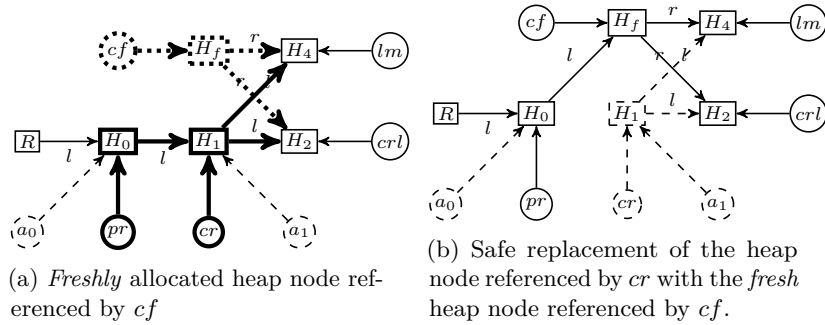 cf
H_f
r
H_4
lm
r
l
R
l
H_0
l
H_1
l
H_2
crl
a_0
pr
cr
a_1
(a) Freshly allocated heap node ref-
erenced by cf
cf
H_f
r
H_4
lm
l
r
l
R
l
H_0
H_1
l
H_2
crl
a_0
pr
cr
a_1
(b) Safe replacement of the heap
node referenced by cr with the fresh
heap node referenced by cf.